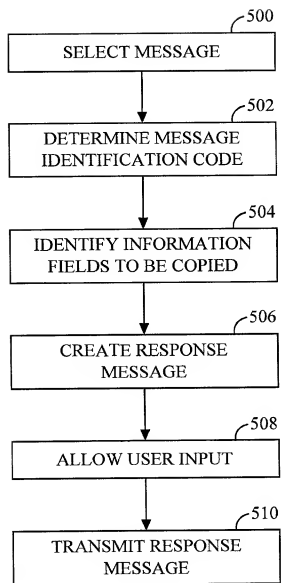 500
SELECT MESSAGE
502
DETERMINE MESSAGE
IDENTIFICATION CODE
504
IDENTIFY INFORMATION
FIELDS TO BE COPIED
506
CREATE RESPONSE
MESSAGE
508
ALLOW USER INPUT
510
TRANSMIT RESPONSE
MESSAGE